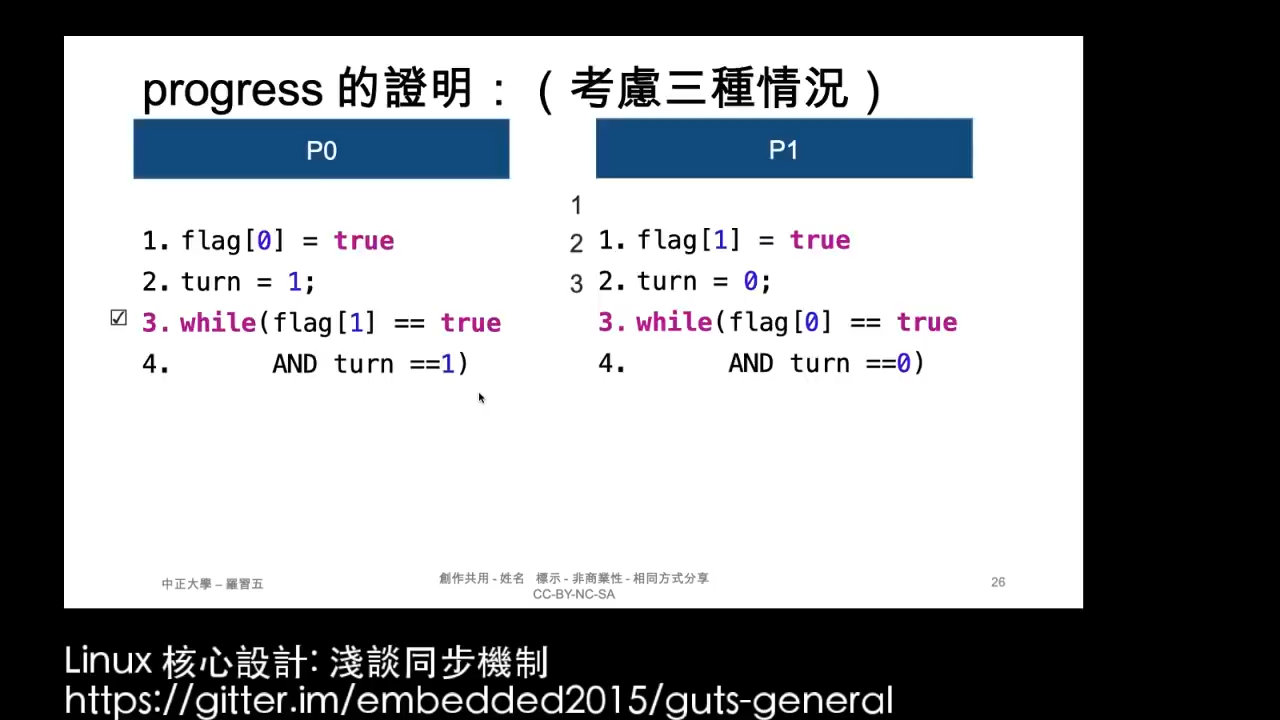 progress 的證明：（考慮三種情況）
P0
1. flag[0] = true
2. turn = 1;
☑ 3. while(flag[1] == true
4. AND turn ==1)
P1
1
2
3
1. flag[1] = true
2. turn = 0;
3. while(flag[0] == true
4. AND turn ==0)
中正大學 – 羅習五
創作共用 - 姓名 標示 - 非商業性 - 相同方式分享
CC-BY-NC-SA
26
Linux 核心設計: 淺談同步機制
https://gitter.im/embedded2015/guts-general